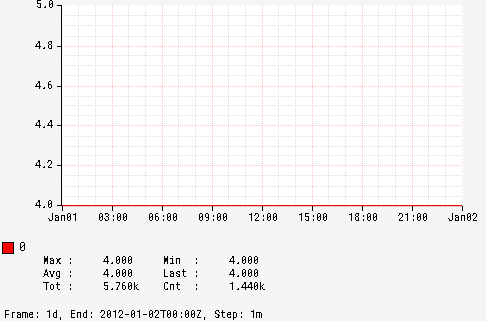 5.0
4.8
4.6
4.4
4.2
4.0
Jan01 03:00 06:00 09:00 12:00 15:00 18:00 21:00 Jan02
0
Max : 4.000 Min : 4.000
Avg : 4.000 Last : 4.000
Tot : 5.760k Cnt : 1.440k
Frame: 1d, End: 2012-01-02T00:00Z, Step: 1m